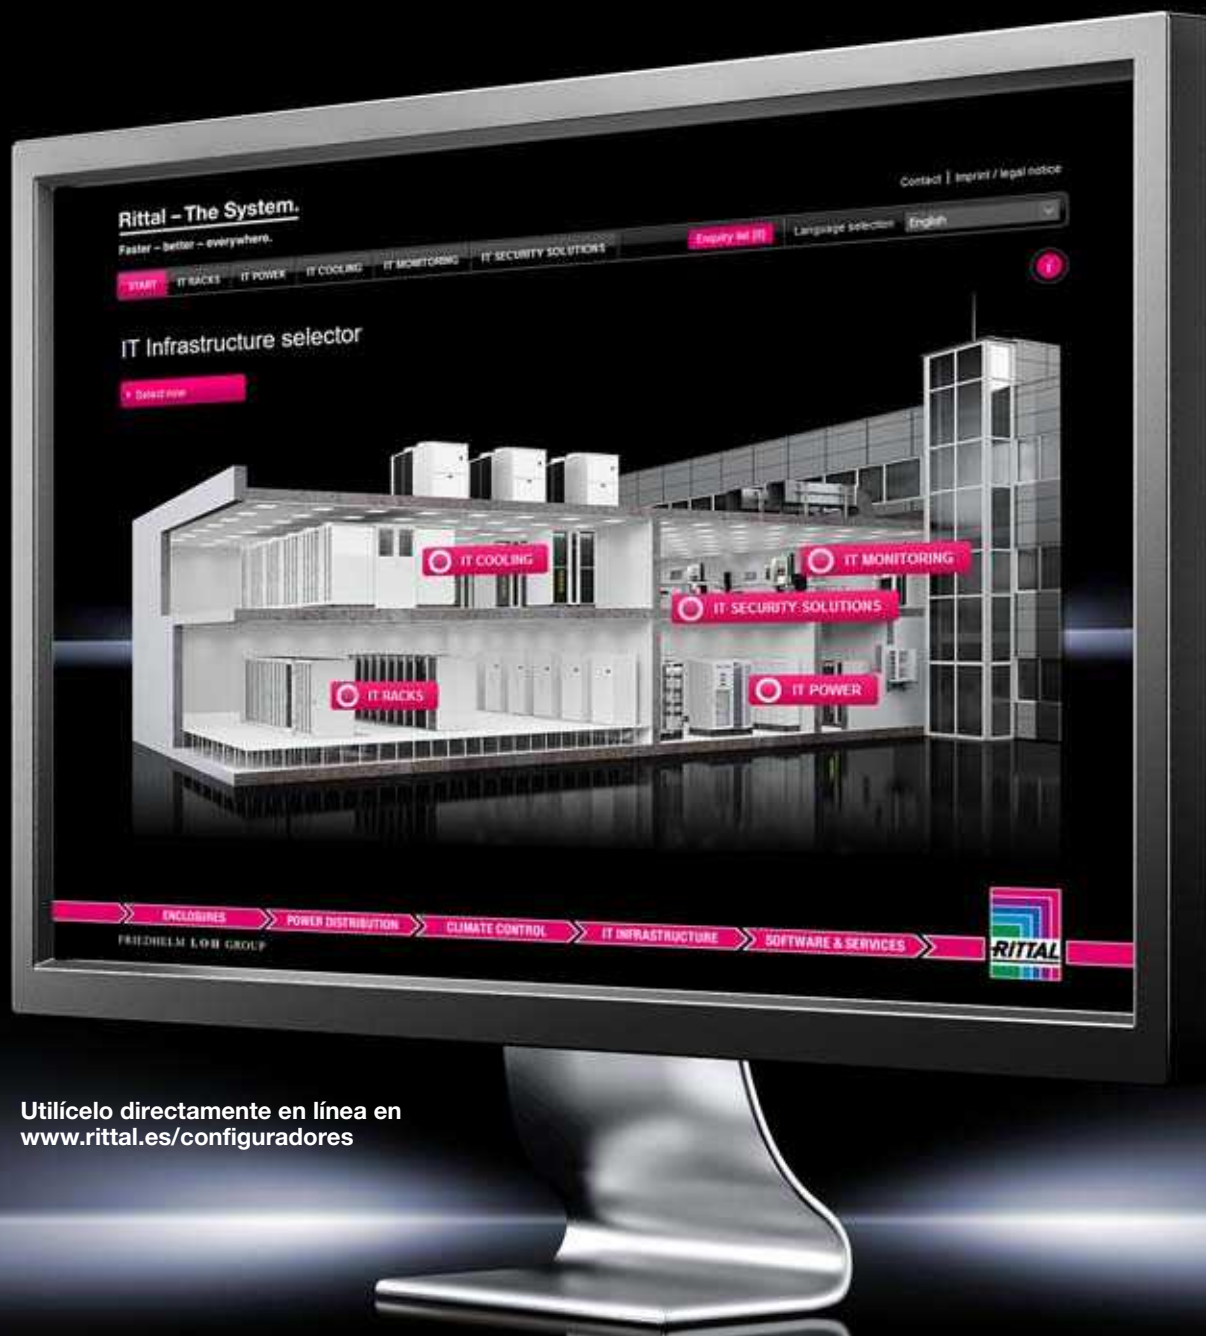 Contact | Imprint / legal notice
Rittal – The System.
Faster – better – everywhere.
Enquiry list [0]
Language selection
English
START
IT RACKS
IT POWER
IT COOLING
IT MONITORING
IT SECURITY SOLUTIONS
i
IT Infrastructure selector
Select now
IT COOLING
IT MONITORING
IT SECURITY SOLUTIONS
IT RACKS
IT POWER
ENCLOSURES
POWER DISTRIBUTION
CLIMATE CONTROL
IT INFRASTRUCTURE
SOFTWARE & SERVICES
RITTAL
FRIEDHELM LOH GROUP
Utilícelo directamente en línea en
www.rittal.es/configuradores